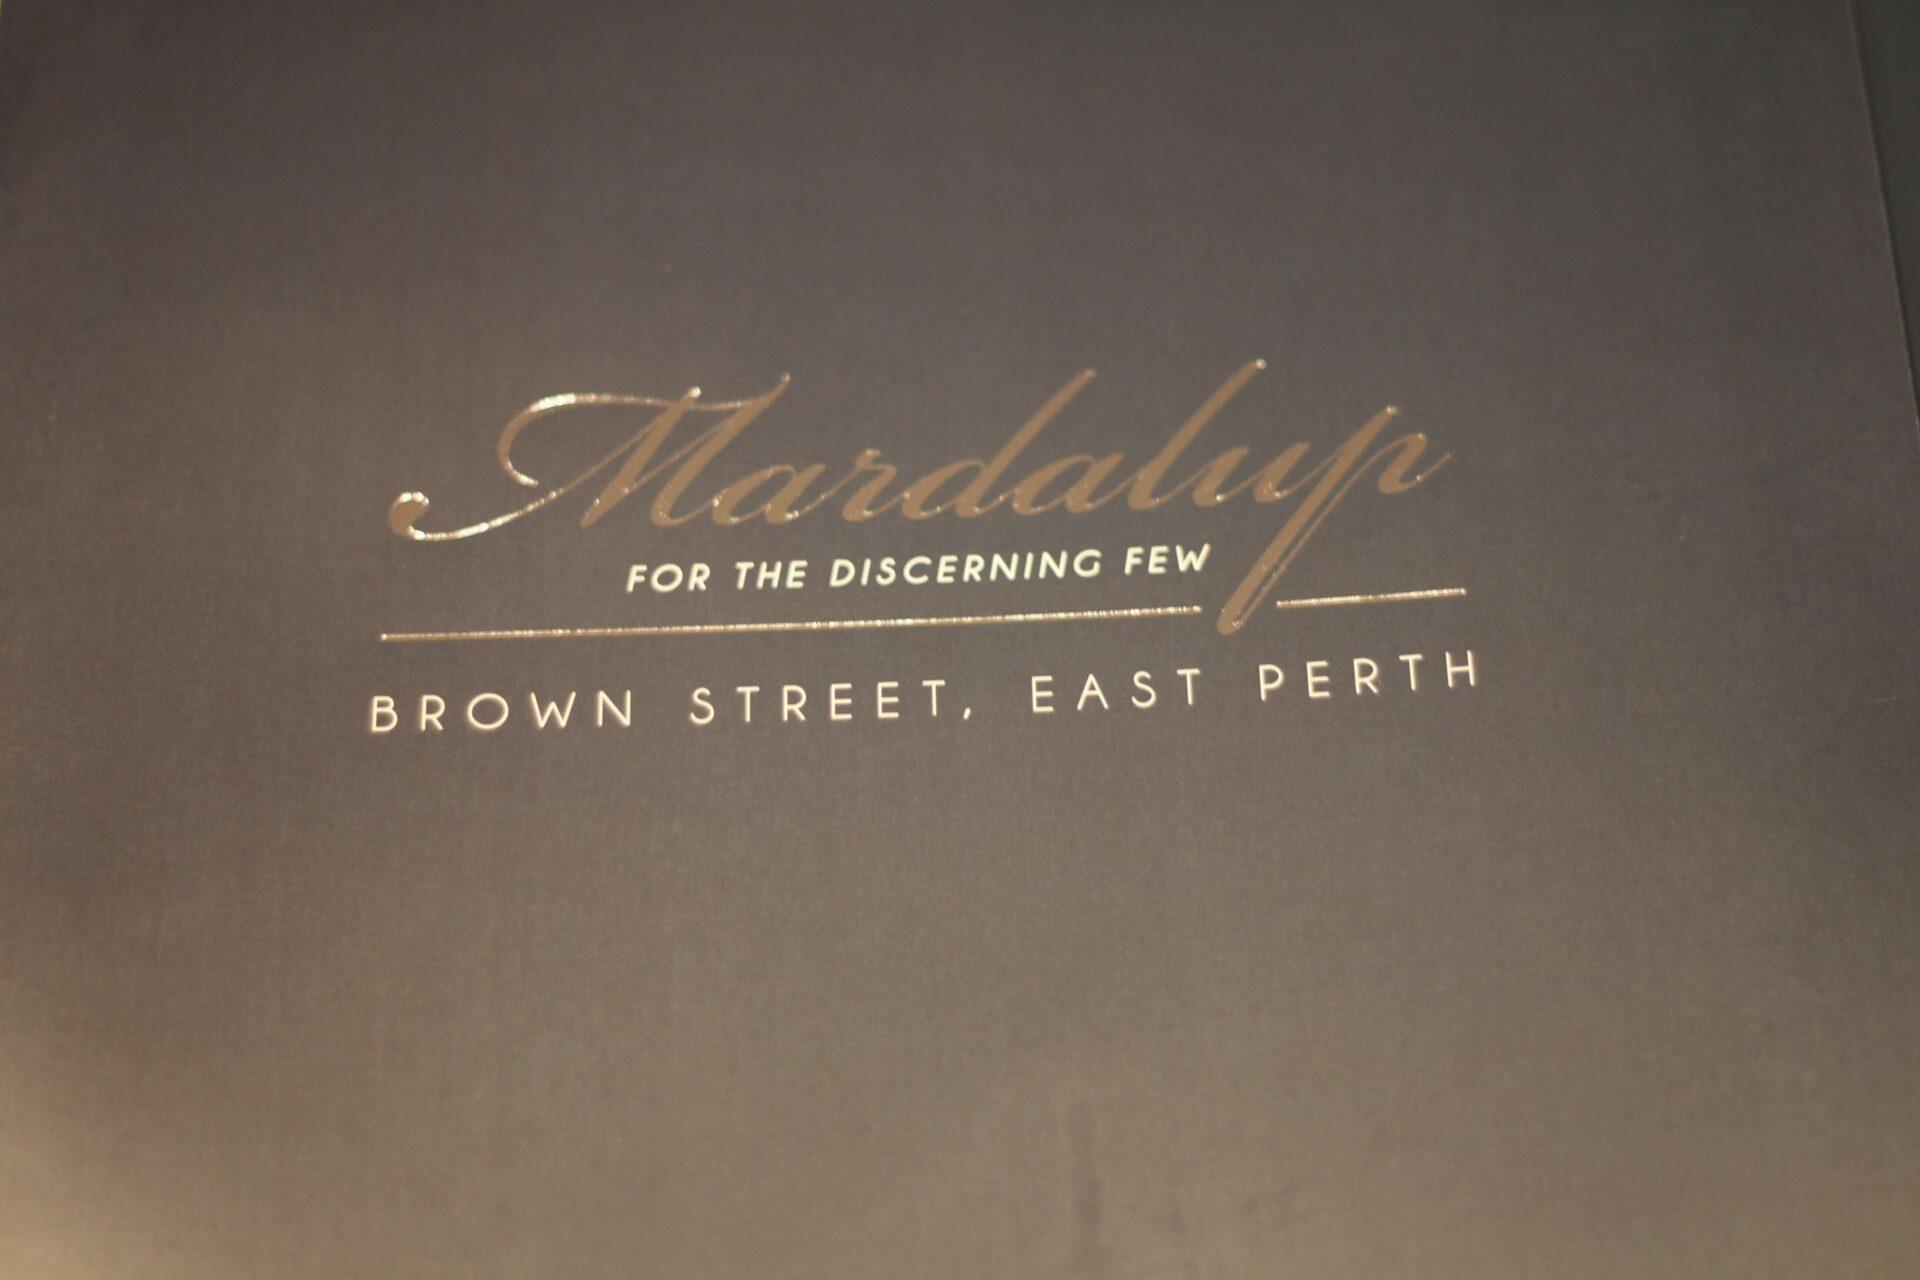 Mardalup
FOR THE DISCERNING FEW
BROWN STREET, EAST PERTH